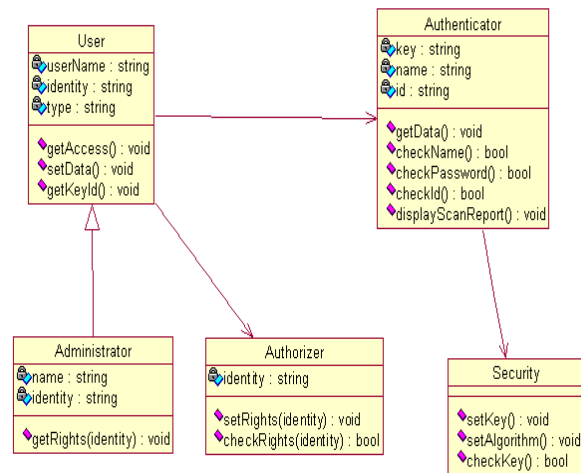 User
userName : string
identity : string
type : string
getAccess() : void
setData() : void
getKeyId() : void
Authenticator
key : string
name : string
id : string
getData() : void
checkName() : bool
checkPassword() : bool
checkId() : bool
displayScanReport() : void
Administrator
name : string
identity : string
getRights(identity) : void
Authorizer
identity : string
setRights(identity) : void
checkRights(identity) : bool
Security
setKey() : void
setAlgorithm() : void
checkKey() : bool